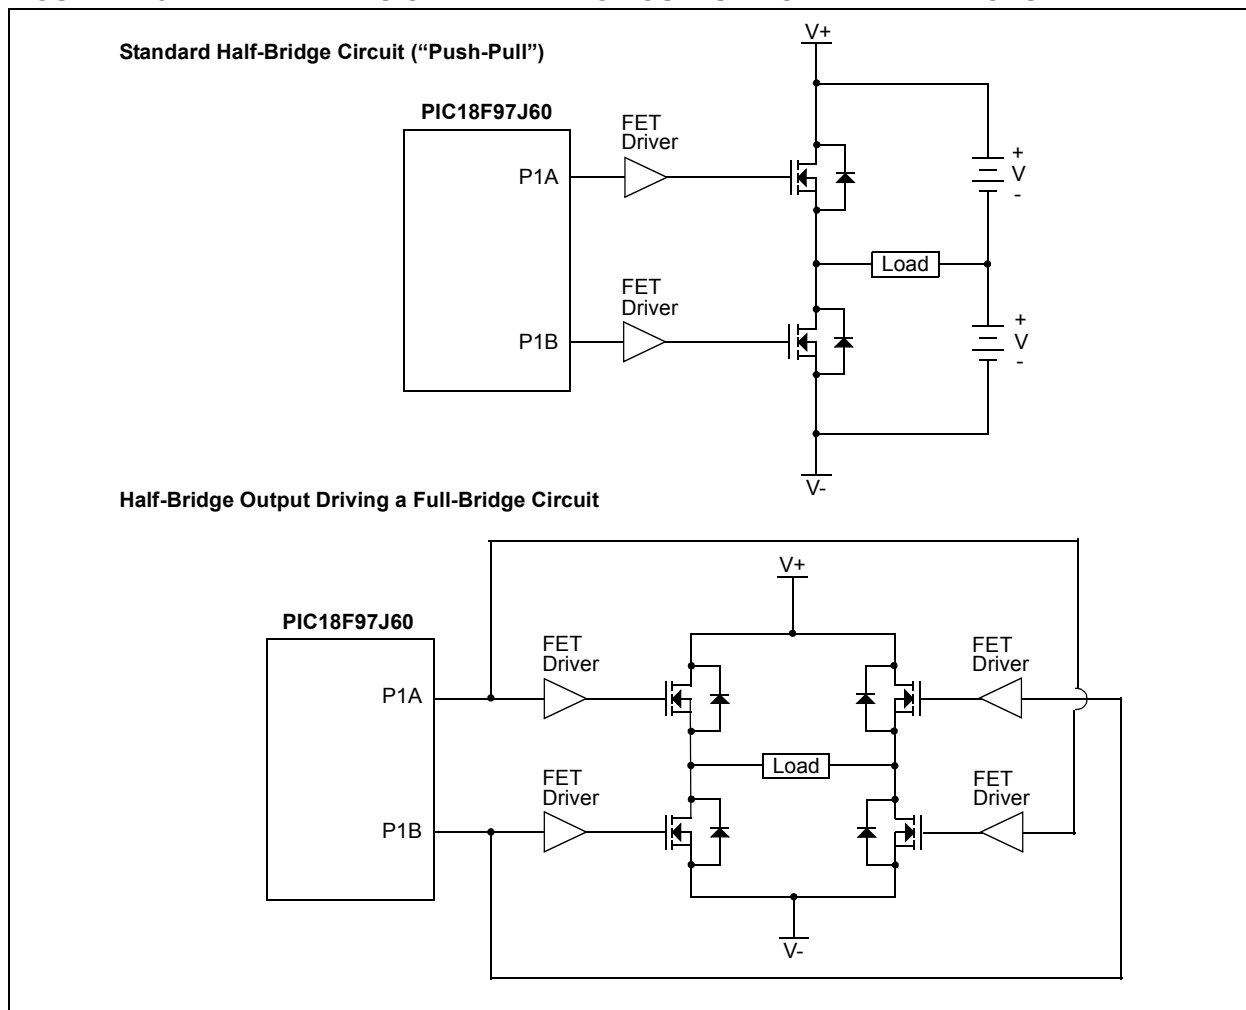 Standard Half-Bridge Circuit (“Push-Pull”)
V+
PIC18F97J60
FET
Driver
P1A
+
V
-
Load
FET
Driver
P1B
+
V
-
V-
Half-Bridge Output Driving a Full-Bridge Circuit
V+
PIC18F97J60
FET
Driver
FET
Driver
P1A
Load
FET
Driver
FET
Driver
P1B
V-